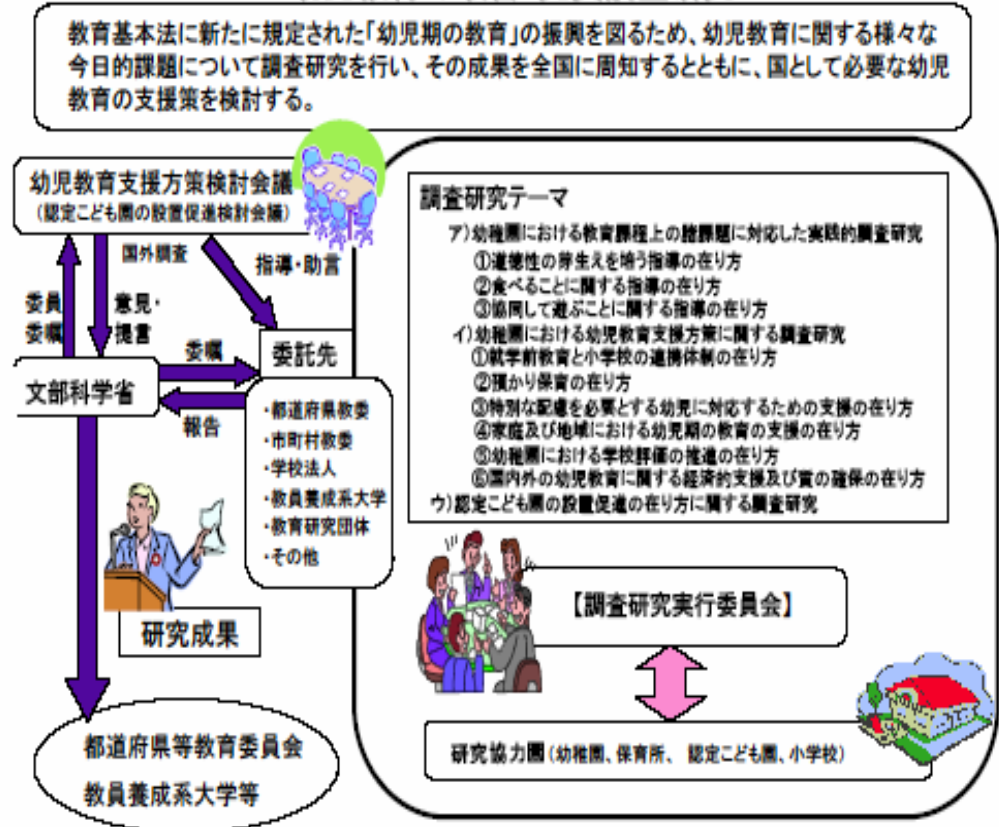 教育基本法に新たに規定された「幼児期の教育」の振興を図るため、幼児教育に関する様々な
今日的課題について調査研究を行い、その成果を全国に周知するとともに、国として必要な幼児
教育の支援策を検討する。
幼児教育支援方策検討会議
(認定こども園の設置促進検討会議)
国外調査
指導・助言
委員
委嘱
意見・
提言
委嘱
委託先
文部科学省
報告
・都道府県教委
・市町村教委
・学校法人
・教員養成系大学
・教育研究団体
・その他
研究成果
都道府県等教育委員会
教員養成系大学等
調査研究テーマ
ア)幼稚園における教育課程上の諸課題に対応した実践的調査研究
①道徳性の芽生えを培う指導の在り方
②食べることに関する指導の在り方
③協同して遊ぶことに関する指導の在り方
イ)幼稚園における幼児教育支援方策に関する調査研究
①就学前教育と小学校の連携体制の在り方
②預かり保育の在り方
③特別な配慮を必要とする幼児に対応するための支援の在り方
④家庭及び地域における幼児期の教育の支援の在り方
⑤幼稚園における学校評価の推進の在り方
⑥国内外の幼児教育に関する経済的支援及び質の確保の在り方
ウ)認定こども園の設置促進の在り方に関する調査研究
【調査研究実行委員会】
研究協力園(幼稚園、保育所、 認定こども園、小学校)